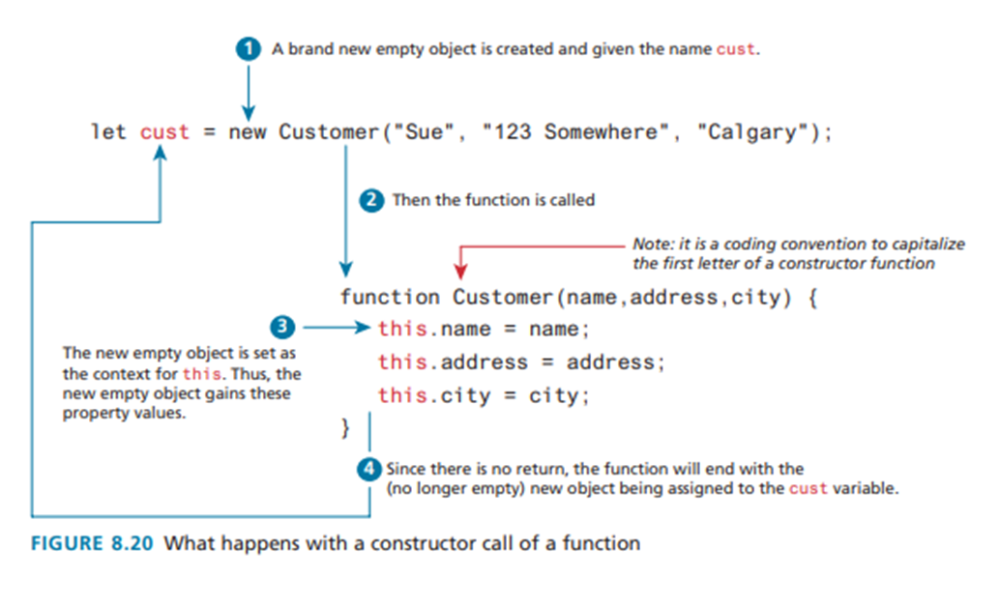 1 A brand new empty object is created and given the name cust.
let cust = new Customer("Sue", "123 Somewhere", "Calgary");
2 Then the function is called
Note: it is a coding convention to capitalize
the first letter of a constructor function
function Customer(name,address,city) {
3
this.name = name;
this.address = address;
this.city = city;
}
The new empty object is set as
the context for this. Thus, the
new empty object gains these
property values.
4 Since there is no return, the function will end with the
(no longer empty) new object being assigned to the cust variable.
FIGURE 8.20 What happens with a constructor call of a function